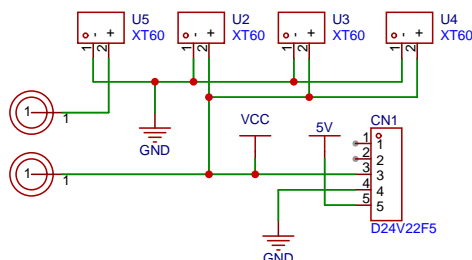 U5
XT60
- +
1 2
U2
XT60
- +
1 2
U3
XT60
- +
1 2
U4
XT60
- +
1 2
1 1
GND
VCC
5V
CN1
1 1
2 2
3 3
4 4
5 5
D24V22F5
1 1
GND